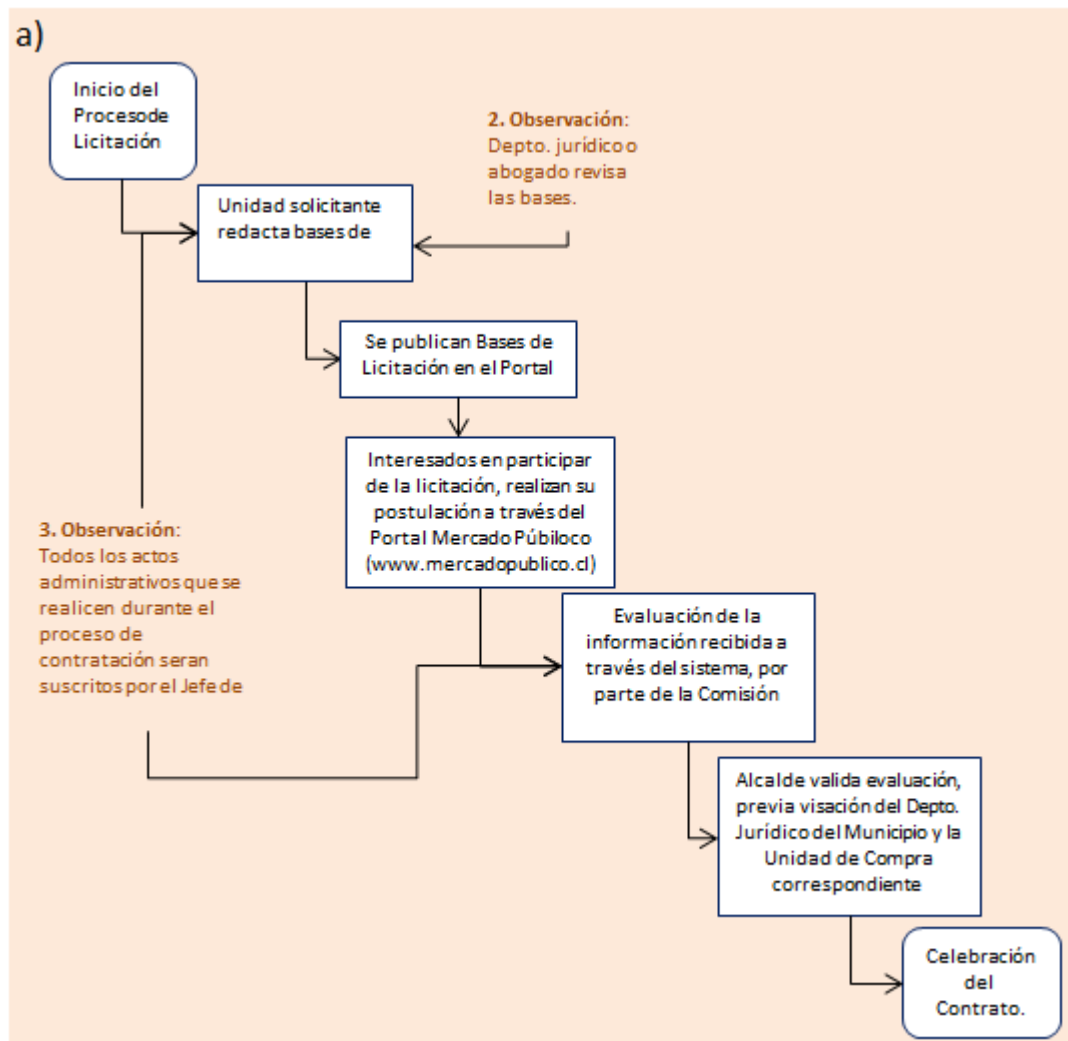 a)
Inicio del
Procesode
Licitación
2. Observación:
Depto. jurídico o
abogado revisa
las bases.
Unidad solicitante
redacta bases de
Se publican Bases de
Licitación en el Portal
Interesados en participar
de la licitación, realizan su
postulación a través del
Portal Mercado Púbiloco
(www.mercadopublico.cl)
3. Observación:
Todos los actos
administrativos que se
realicen durante el
proceso de
contratación seran
suscritos por el Jefe de
Evaluación de la
información recibida a
través del sistema, por
parte de la Comisión
Alcalde valida evaluación,
previa visación del Depto.
Jurídico del Municipio y la
Unidad de Compra
correspondiente
Celebración
del
Contrato.